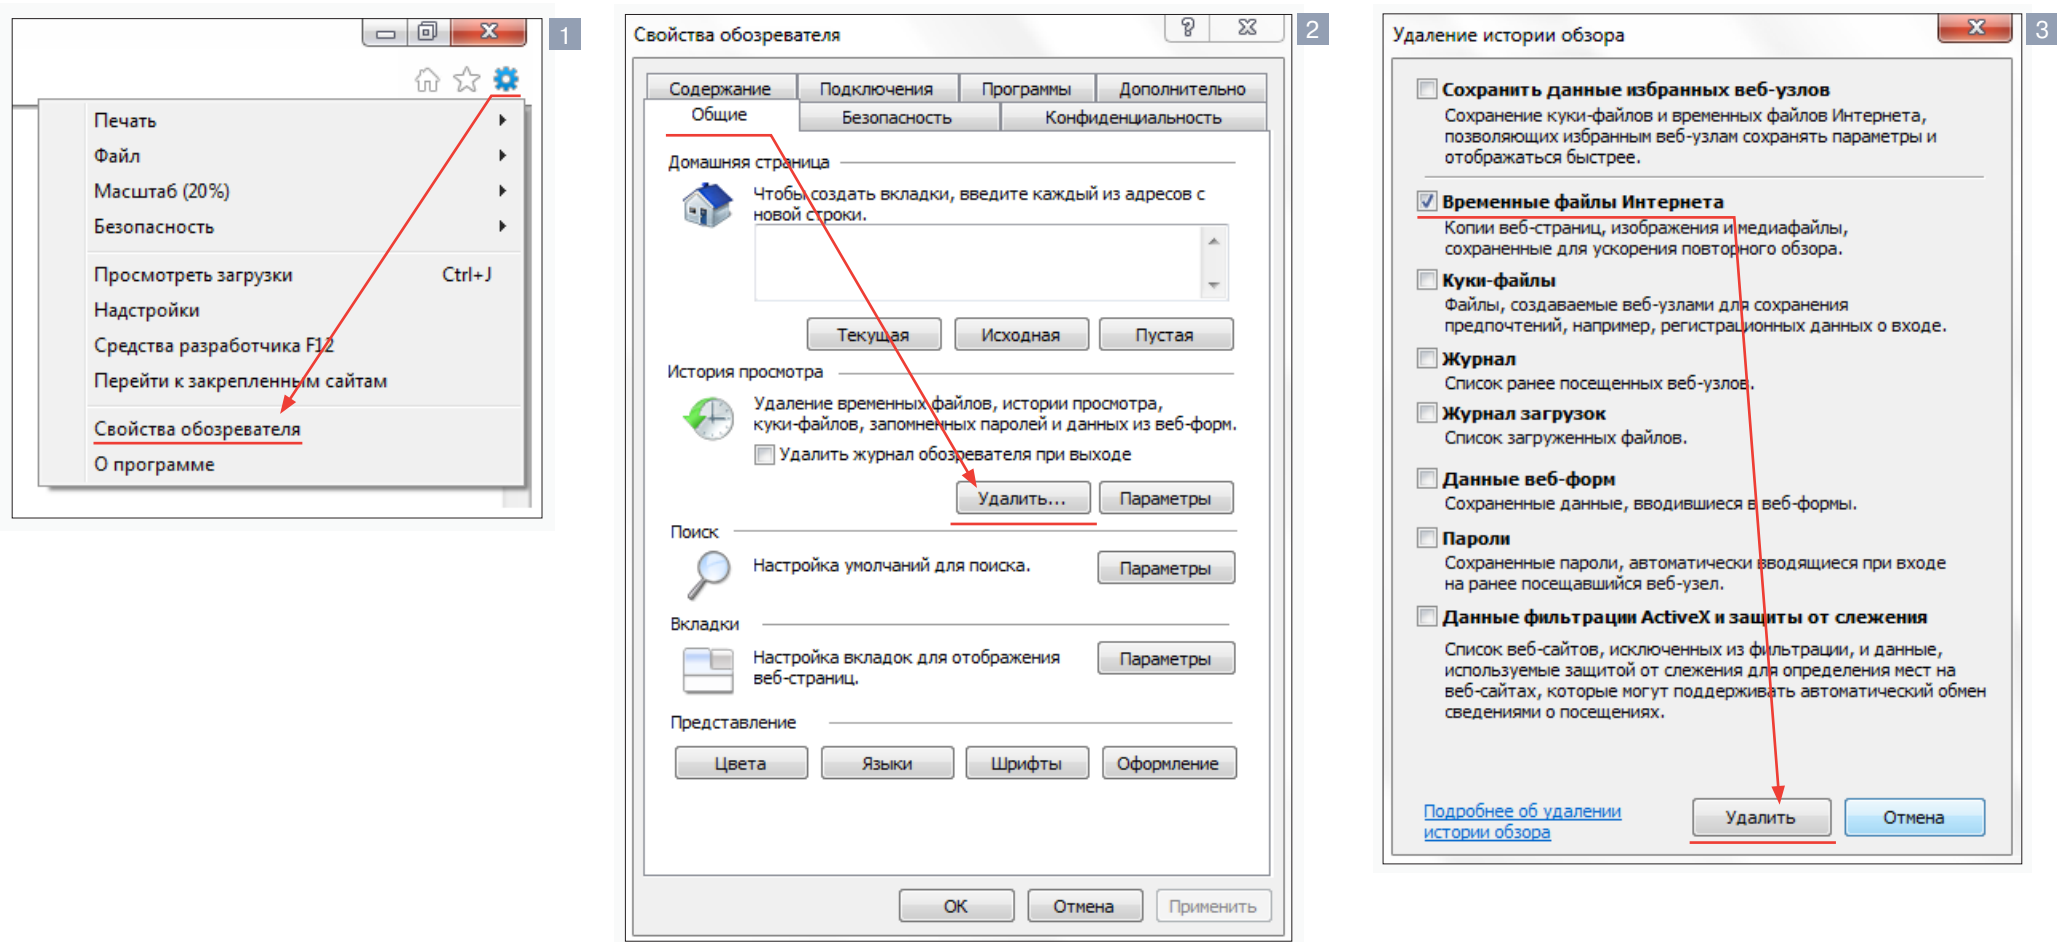 1
Печать
Файл
Масштаб (20%)
Безопасность
Просмотреть загрузки Ctrl+J
Надстройки
Средства разработчика F12
Перейти к закрепленным сайтам
Свойства обозревателя
О программе
Свойства обозревателя
2
Содержание Подключения Программы Дополнительно
Общие Безопасность Конфиденциальность
Домашняя страница
Чтобы создать вкладки, введите каждый из адресов с
новой строки.
Текущая Исходная Пустая
История просмотра
Удаление временных файлов, истории просмотра,
куки-файлов, запомненных паролей и данных из веб-форм.
Удалить журнал обозревателя при выходе
Удалить... Параметры
Поиск
Настройка умолчаний для поиска. Параметры
Вкладки
Настройка вкладок для отображения
веб-страниц.
Параметры
Представление
Цвета Языки Шрифты Оформление
OK Отмена Применить
Удаление истории обзора
3
Сохранить данные избранных веб-узлов
Сохранение куки-файлов и временных файлов Интернета,
позволяющих избранным веб-узлам сохранять параметры и
отображаться быстрее.
Временные файлы Интернета
Копии веб-страниц, изображения и медиафайлы,
сохраненные для ускорения повторного обзора.
Куки-файлы
Файлы, создаваемые веб-узлами для сохранения
предпочтений, например, регистрационных данных о входе.
Журнал
Список ранее посещенных веб-узлов.
Журнал загрузок
Список загруженных файлов.
Данные веб-форм
Сохраненные данные, вводившиеся в веб-формы.
Пароли
Сохраненные пароли, автоматически вводящиеся при входе
на ранее посещавшийся веб-узел.
Данные фильтрации ActiveX и защиты от слежения
Список веб-сайтов, исключенных из фильтрации, и данные,
используемые защитой от слежения для определения мест на
веб-сайтах, которые могут поддерживать автоматический обмен
сведениями о посещениях.
Подробнее об удалении
истории обзора
Удалить Отмена